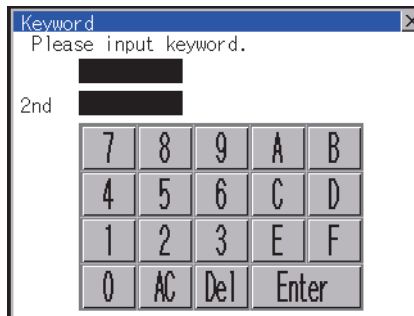 Keyword
Please input keyword.
2nd
7 8 9 A B
4 5 6 C D
1 2 3 E F
0 AC Del Enter